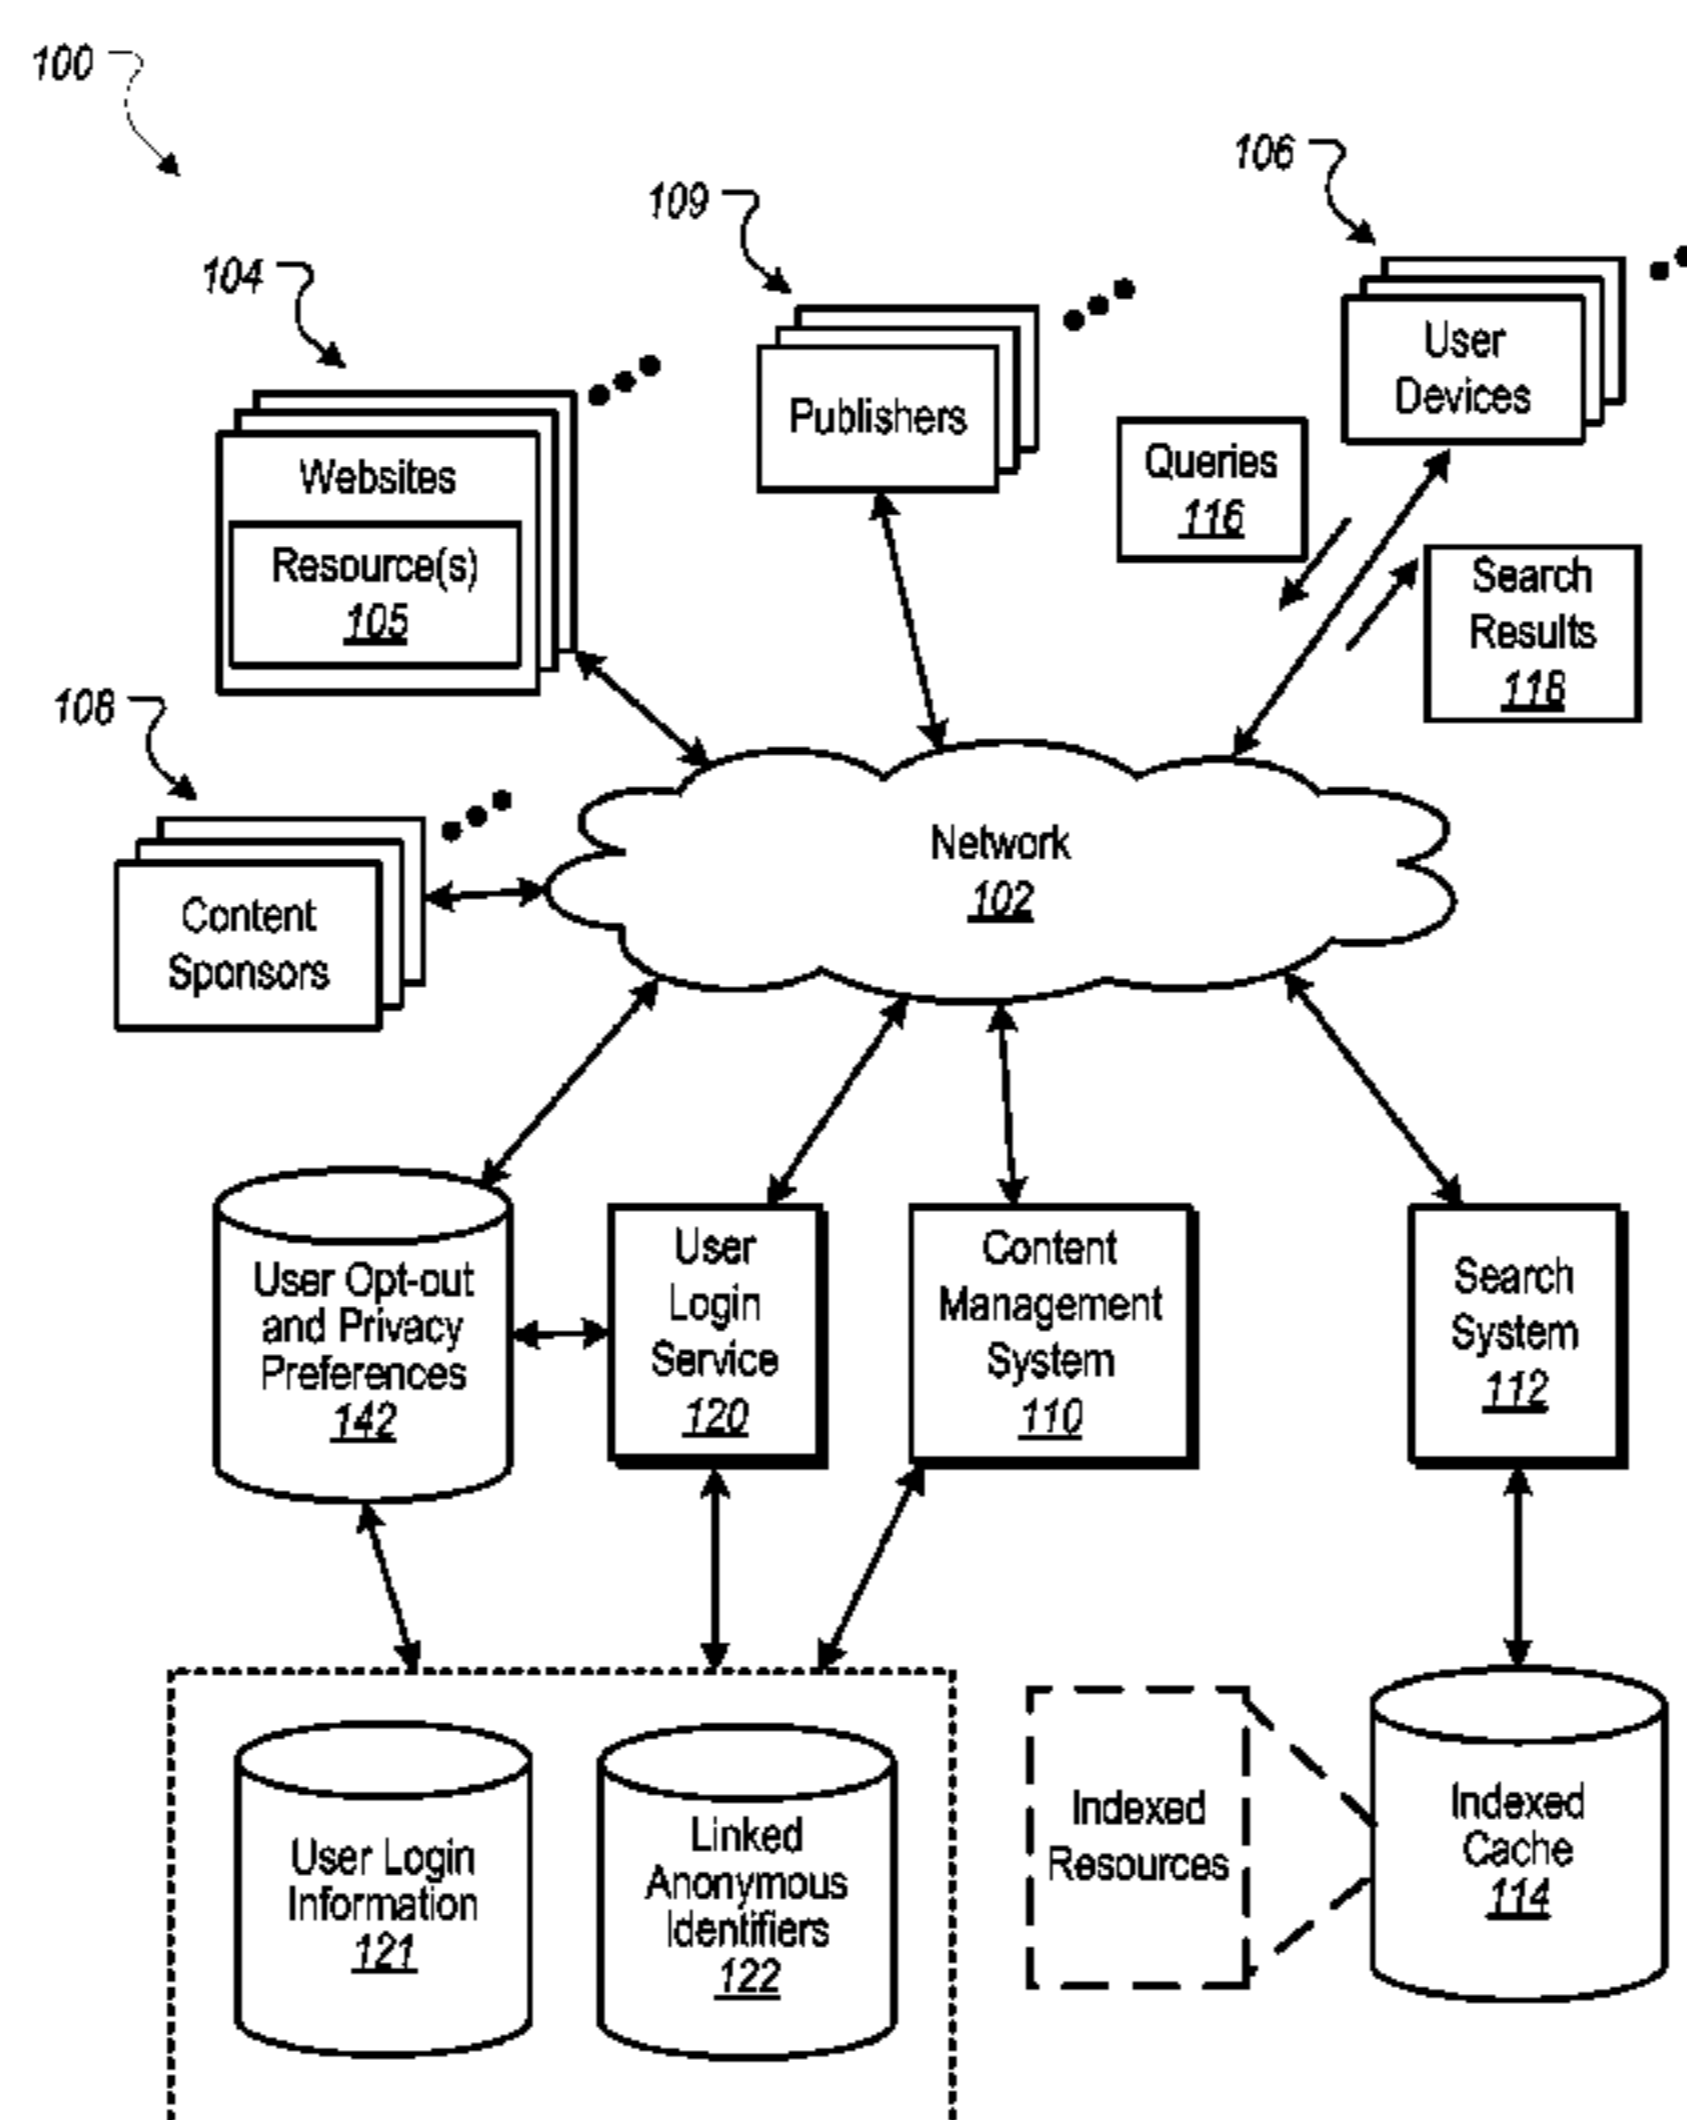 100
106
109
104
User
Devices
Publishers
Queries
116
Websites
Resource(s)
105
Search
Results
118
108
Network
102
Content
Sponsors
User Opt-out
and Privacy
Preferences
142
User
Login
Service
120
Content
Management
System
110
Search
System
112
User Login
Information
121
Linked
Anonymous
Identifiers
122
Indexed
Resources
Indexed
Cache
114